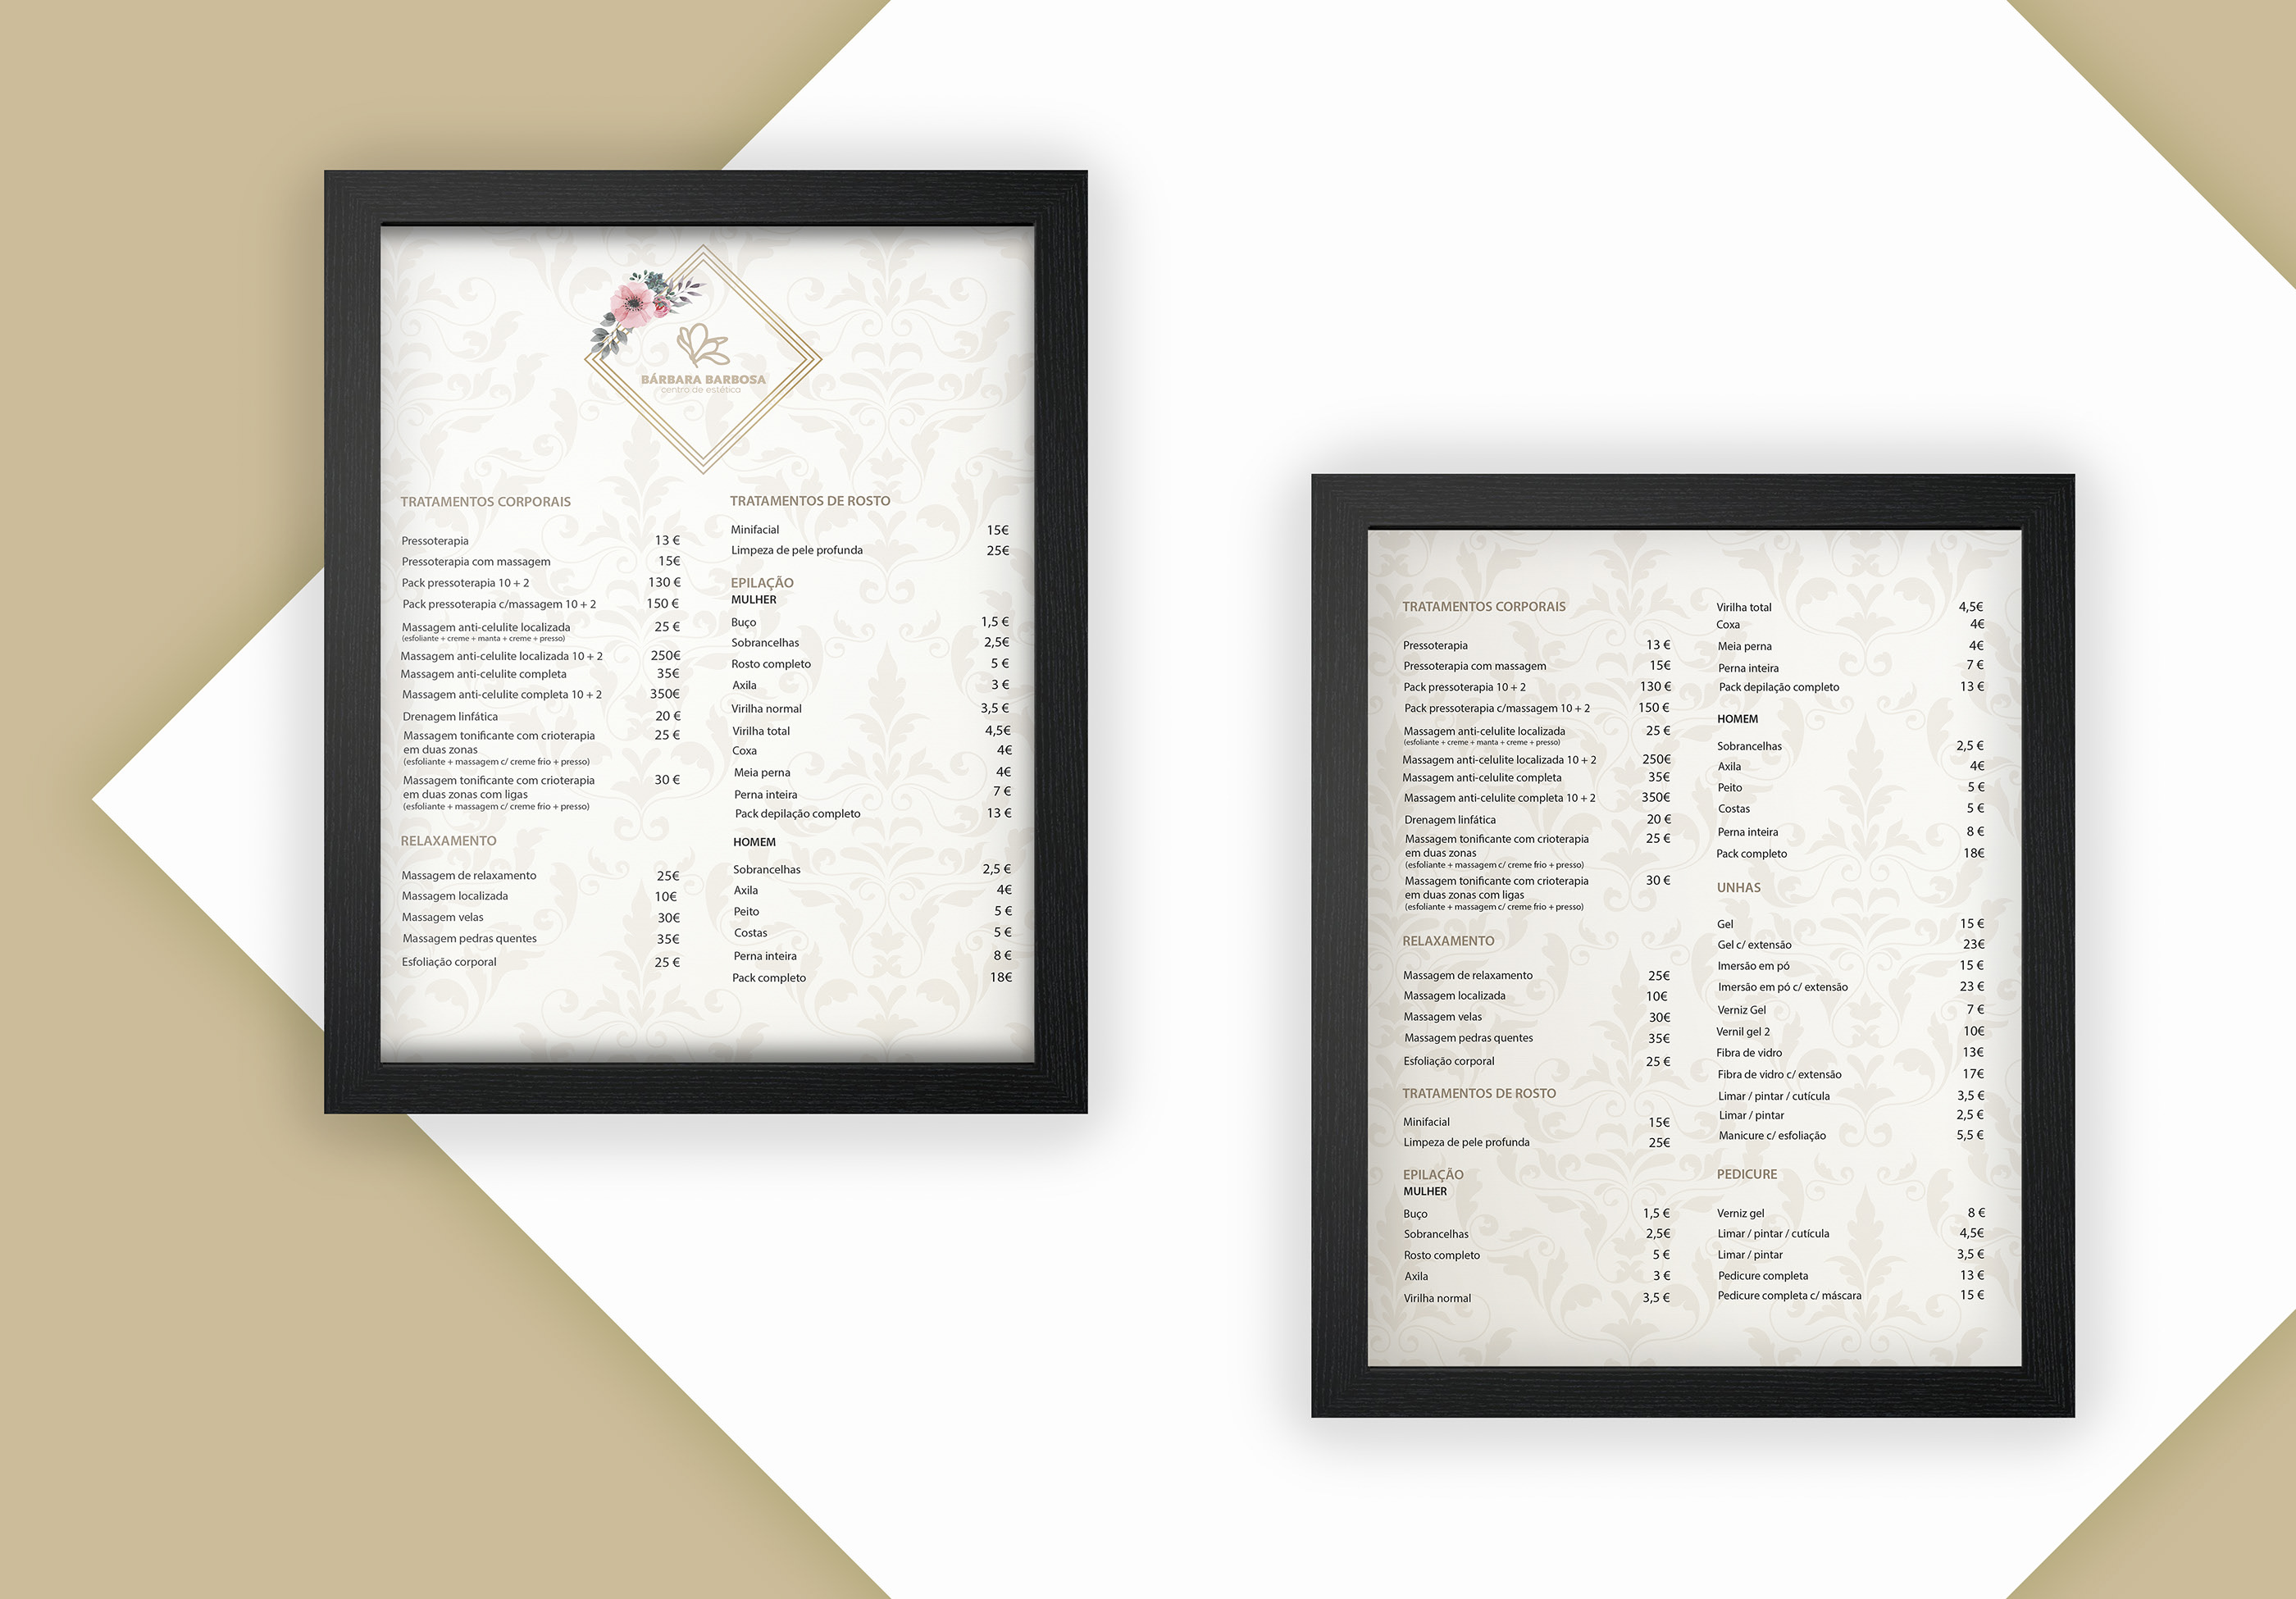 BÁRBARA BARBOSA
centro de estética
TRATAMENTOS CORPORAIS
Pressoterapia 13 €
Pressoterapia com massagem 15€
Pack pressoterapia 10 + 2 130 €
Pack pressoterapia c/massagem 10 + 2 150 €
Massagem anti-celulite localizada 25 €
(esfoliante + creme + manta + creme + presso)
Massagem anti-celulite localizada 10 + 2 250€
Massagem anti-celulite completa 35€
Massagem anti-celulite completa 10 + 2 350€
Drenagem linfática 20 €
Massagem tonificante com crioterapia 25 €
em duas zonas
(esfoliante + massagem c/ creme frio + presso)
Massagem tonificante com crioterapia 30 €
em duas zonas com ligas
(esfoliante + massagem c/ creme frio + presso)
RELAXAMENTO
Massagem de relaxamento 25€
Massagem localizada 10€
Massagem velas 30€
Massagem pedras quentes 35€
Esfoliação corporal 25 €
TRATAMENTOS DE ROSTO
Minifacial 15€
Limpeza de pele profunda 25€
EPILAÇÃO
MULHER
Buço 1,5 €
Sobrancelhas 2,5€
Rosto completo 5 €
Axila 3 €
Virilha normal 3,5 €
Virilha total 4,5€
Coxa 4€
Meia perna 4€
Perna inteira 7 €
Pack depilação completo 13 €
HOMEM
Sobrancelhas 2,5 €
Axila 4€
Peito 5 €
Costas 5 €
Perna inteira 8 €
Pack completo 18€
TRATAMENTOS CORPORAIS
Pressoterapia 13 €
Pressoterapia com massagem 15€
Pack pressoterapia 10 + 2 130 €
Pack pressoterapia c/massagem 10 + 2 150 €
Massagem anti-celulite localizada 25 €
(esfoliante + creme + manta + creme + presso)
Massagem anti-celulite localizada 10 + 2 250€
Massagem anti-celulite completa 35€
Massagem anti-celulite completa 10 + 2 350€
Drenagem linfática 20 €
Massagem tonificante com crioterapia 25 €
em duas zonas
(esfoliante + massagem c/ creme frio + presso)
Massagem tonificante com crioterapia 30 €
em duas zonas com ligas
(esfoliante + massagem c/ creme frio + presso)
RELAXAMENTO
Massagem de relaxamento 25€
Massagem localizada 10€
Massagem velas 30€
Massagem pedras quentes 35€
Esfoliação corporal 25 €
TRATAMENTOS DE ROSTO
Minifacial 15€
Limpeza de pele profunda 25€
EPILAÇÃO
MULHER
Buço 1,5 €
Sobrancelhas 2,5€
Rosto completo 5 €
Axila 3 €
Virilha normal 3,5 €
Virilha total 4,5€
Coxa 4€
Meia perna 4€
Perna inteira 7 €
Pack depilação completo 13 €
HOMEM
Sobrancelhas 2,5 €
Axila 4€
Peito 5 €
Costas 5 €
Perna inteira 8 €
Pack completo 18€
UNHAS
Gel 15 €
Gel c/ extensão 23€
Imersão em pó 15 €
Imersão em pó c/ extensão 23 €
Verniz Gel 7 €
Vernil gel 2 10€
Fibra de vidro 13€
Fibra de vidro c/ extensão 17€
Limar / pintar / cutícula 3,5 €
Limar / pintar 2,5 €
Manicure c/ esfoliação 5,5 €
PEDICURE
Verniz gel 8 €
Limar / pintar / cutícula 4,5€
Limar / pintar 3,5 €
Pedicure completa 13 €
Pedicure completa c/ máscara 15 €